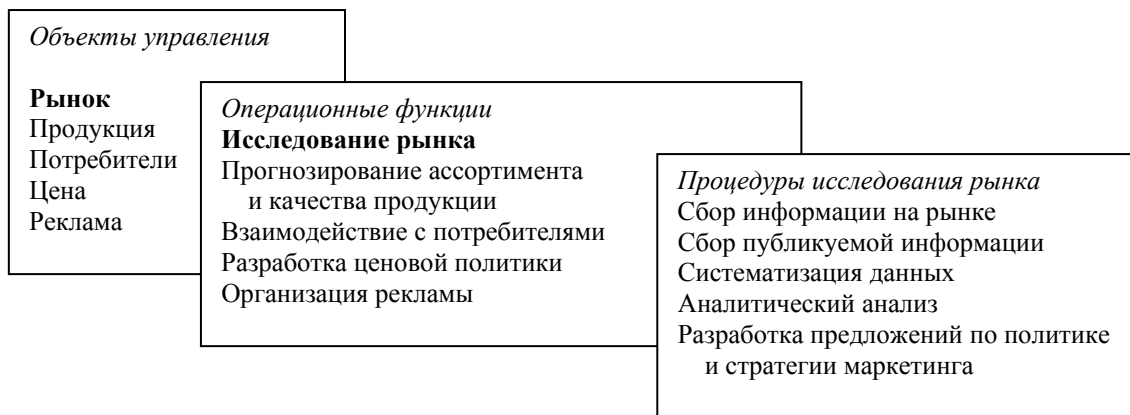 Объекты управления
Рынок
Продукция
Потребители
Цена
Реклама
Операционные функции
Исследование рынка
Прогнозирование ассортимента
и качества продукции
Взаимодействие с потребителями
Разработка ценовой политики
Организация рекламы
Процедуры исследования рынка
Сбор информации на рынке
Сбор публикуемой информации
Систематизация данных
Аналитический анализ
Разработка предложений по политике
и стратегии маркетинга